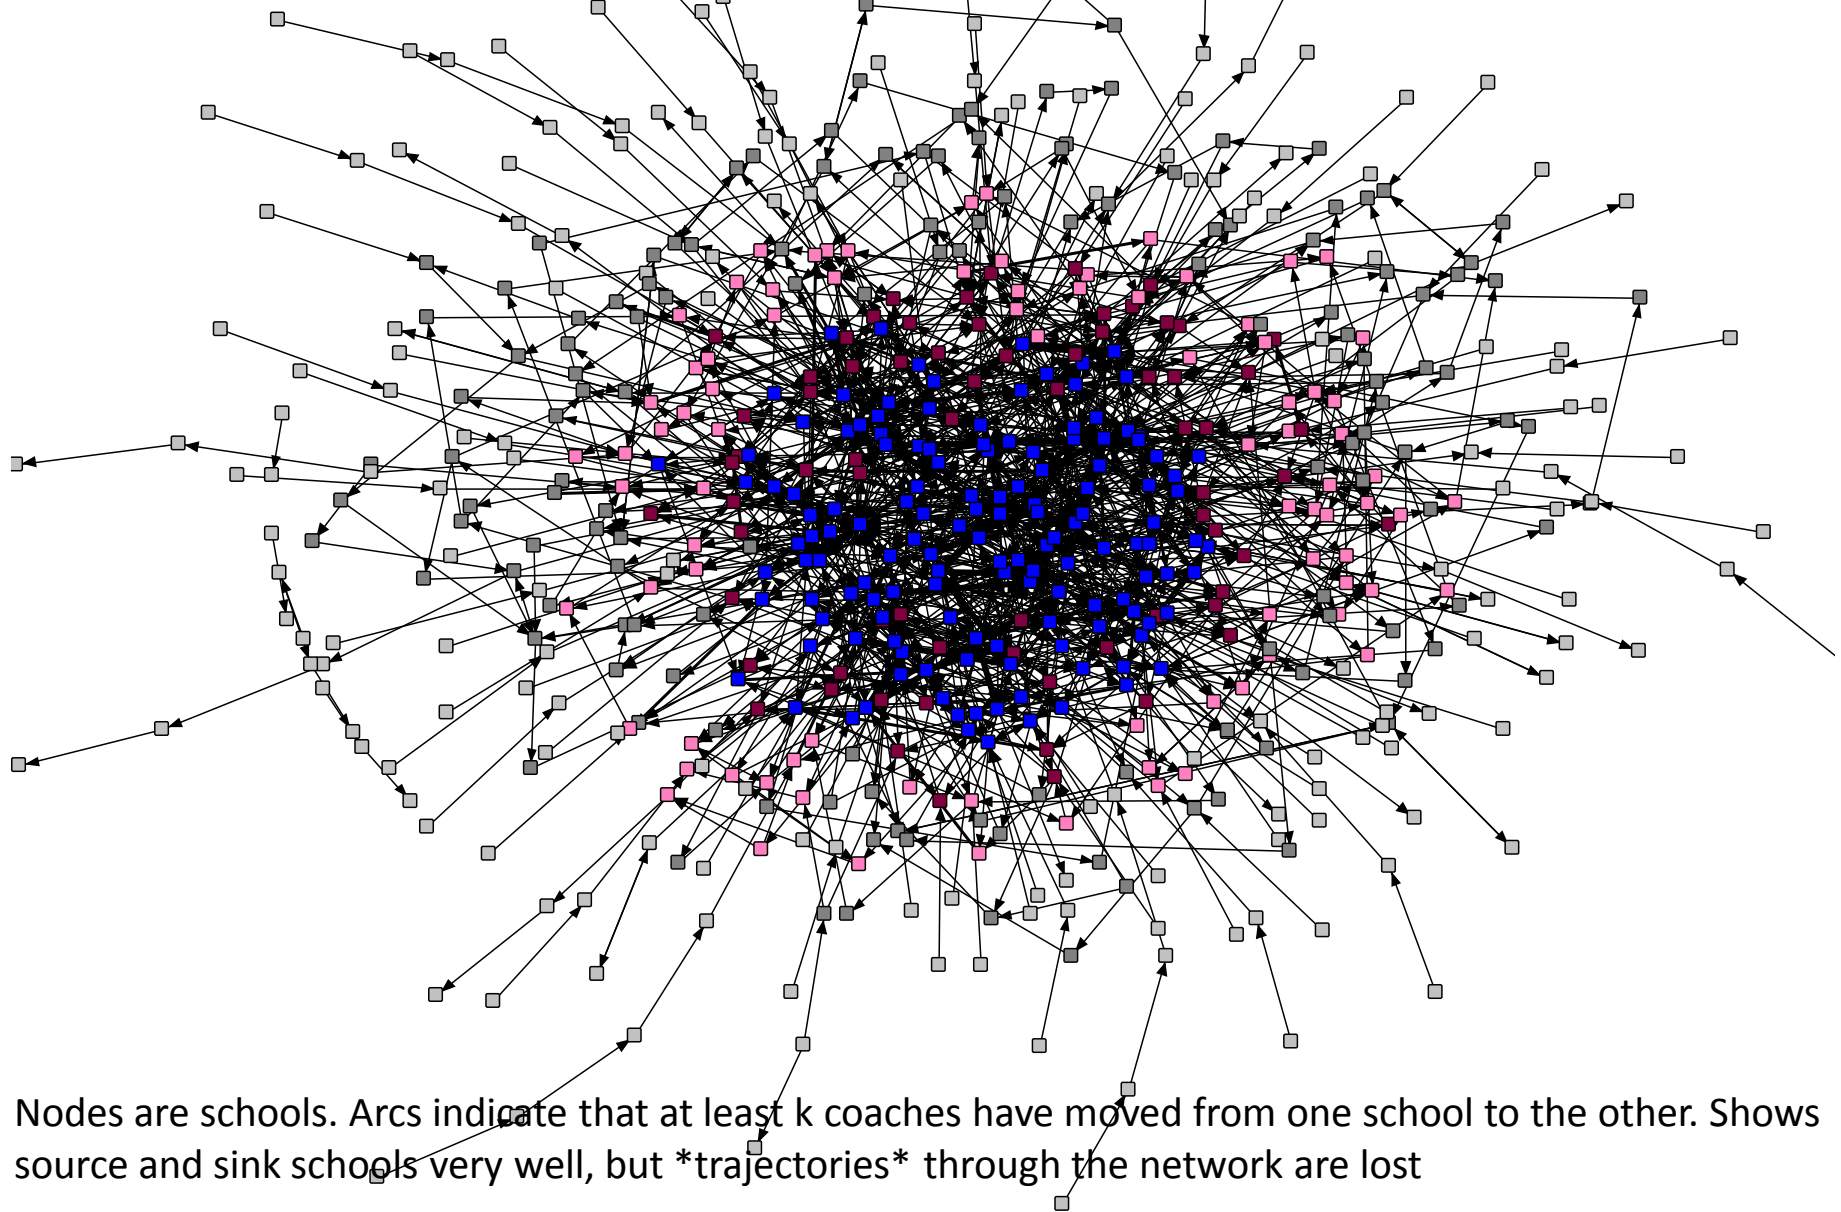 Nodes are schools. Arcs indicate that at least k coaches have moved from one school to the other. Shows
source and sink schools very well, but *trajectories* through the network are lost